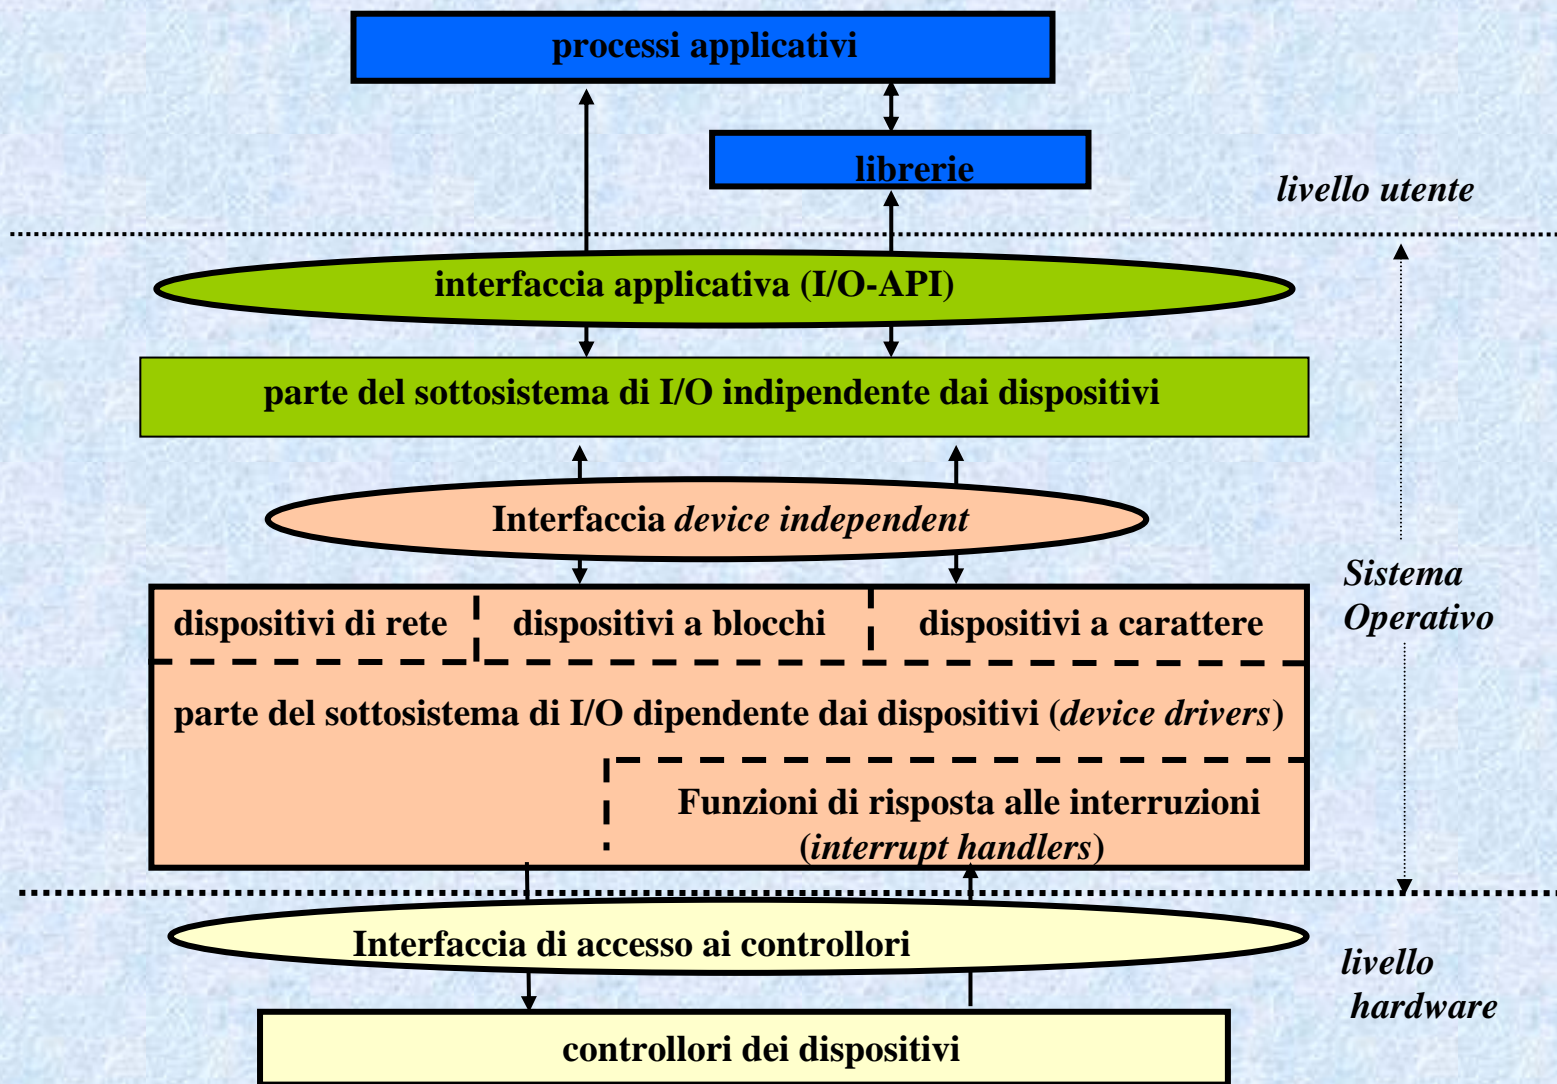 processi applicativi
librerie
livello utente
interfaccia applicativa (I/O-API)
parte del sottosistema di I/O indipendente dai dispositivi
Interfaccia device independent
Sistema
Operativo
dispositivi di rete
dispositivi a blocchi
dispositivi a carattere
parte del sottosistema di I/O dipendente dai dispositivi (device drivers)
Funzioni di risposta alle interruzioni
(interrupt handlers)
Interfaccia di accesso ai controllori
livello
hardware
controllori dei dispositivi